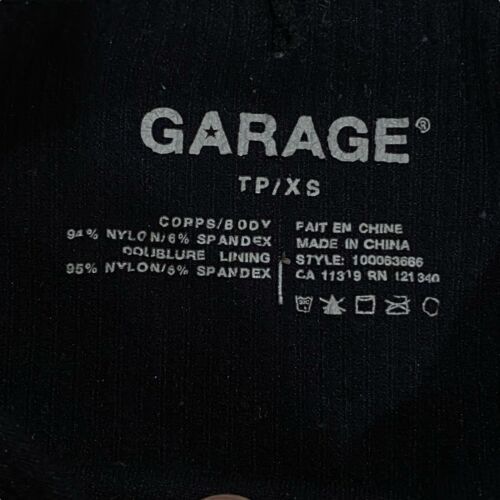 GARAGE®
TP/XS
CORPS/BODY
94% NYLON/6% SPANDEX
DOUBLURE LINING
95% NYLON/5% SPANDEX
FAIT EN CHINE
MADE IN CHINA
STYLE: 100063666
CA 11319 RN 121340